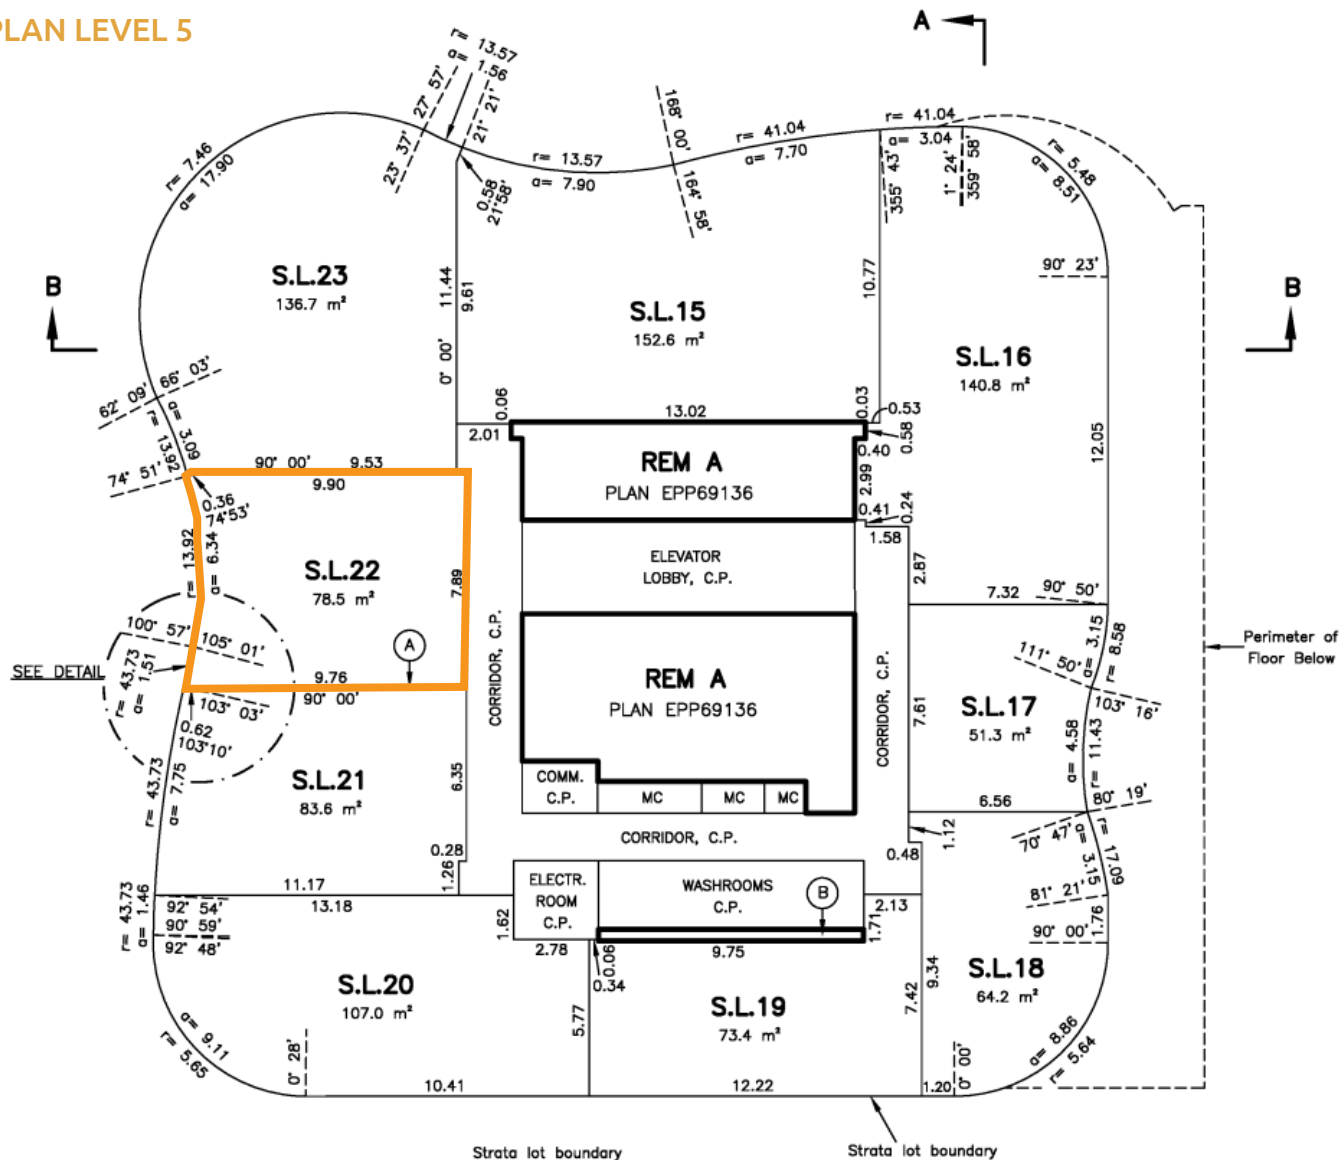 PLAN LEVEL 5
A
r= 13.57
a= 1.56
27° 57'
23° 37'
21° 21'
0.58
21°58'
r= 7.46
a= 17.90
r= 13.57
a= 7.90
168° 00'
164° 58'
r= 41.04
a= 7.70
r= 41.04
a= 3.04
355° 43'
1° 24'
359° 58'
r= 5.48
a= 8.51
90° 23'
B
B
S.L.23
136.7 m²
11.44
9.61
0° 00'
S.L.15
152.6 m²
10.77
S.L.16
140.8 m²
12.05
62° 09'
66° 03'
r= 13.92
a= 3.09
74° 51'
0.06
2.01
13.02
0.03
0.53
0.58
0.40
2.99
0.41
0.24
1.58
2.87
REM A
PLAN EPP69136
90° 00'
9.53
9.90
0.36
74°53'
r= 13.92
a= 6.34
S.L.22
78.5 m²
7.89
ELEVATOR
LOBBY, C.P.
7.32
90° 50'
100° 57'
105° 01'
SEE DETAIL
r= 43.73
a= 1.51
A
9.76
90° 00'
103° 03'
0.62
103°10'
CORRIDOR, C.P.
REM A
PLAN EPP69136
CORRIDOR, C.P.
7.61
S.L.17
51.3 m²
a= 3.15
r= 8.58
111° 50'
103° 16'
a= 4.58
r= 11.43
Perimeter of
Floor Below
r= 43.73
a= 7.75
S.L.21
83.6 m²
6.35
COMM.
C.P.
MC
MC
MC
6.56
80° 19'
70° 47'
a= 3.15
r= 17.09
CORRIDOR, C.P.
1.12
0.48
0.28
1.26
11.17
13.18
r= 43.73
a= 1.46
92° 54'
90° 59'
92° 48'
ELECTR.
ROOM
C.P.
WASHROOMS
C.P.
B
1.62
2.78
0.06
0.34
9.75
1.71
2.13
81° 21'
1.76
90° 00'
S.L.20
107.0 m²
a= 9.11
r= 5.65
0° 28'
10.41
5.77
S.L.19
73.4 m²
7.42
9.34
12.22
S.L.18
64.2 m²
a= 8.86
r= 5.64
1.20
0° 00'
Strata lot boundary
Strata lot boundary